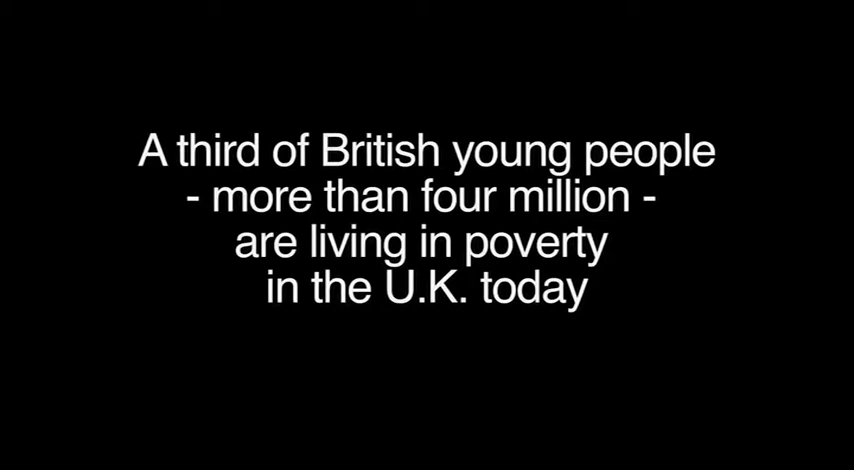 A third of British young people
- more than four million -
are living in poverty
in the U.K. today